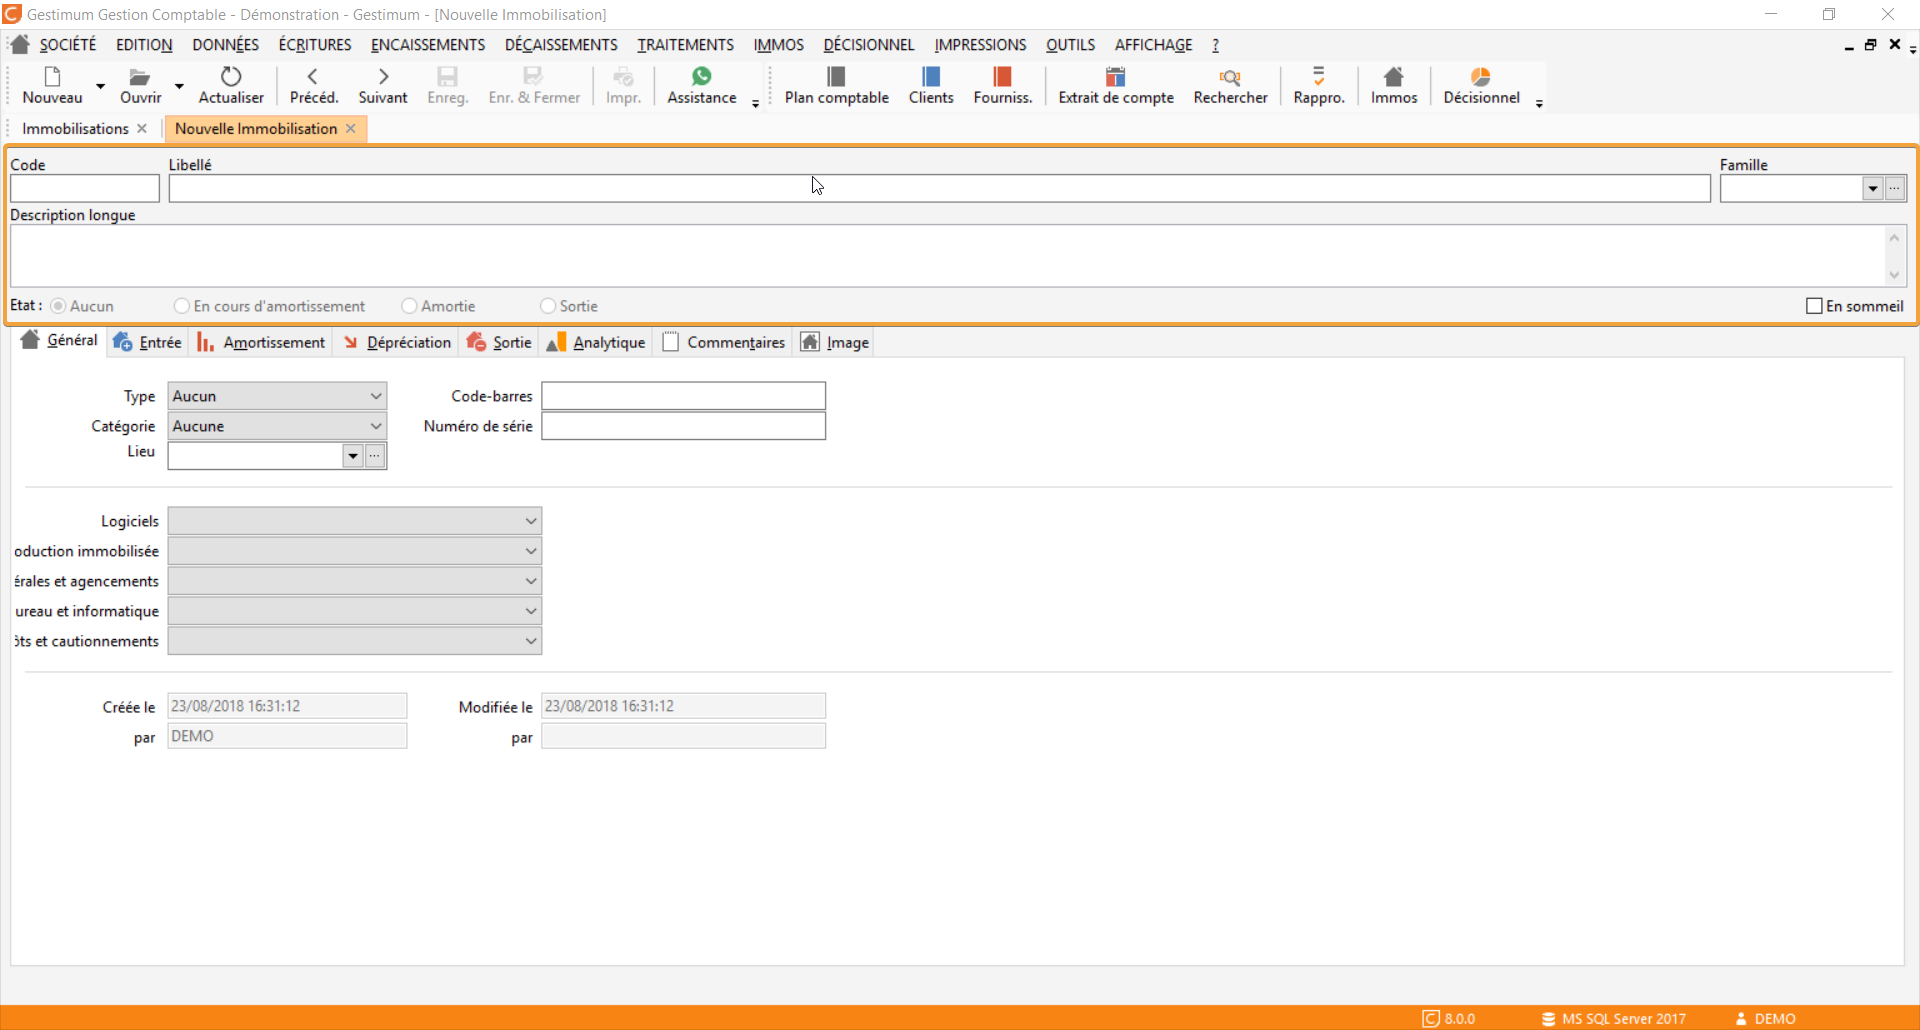 Gestimum Gestion Comptable - Démonstration - Gestimum - [Nouvelle Immobilisation]
SOCIÉTÉ EDITION DONNÉES ÉCRITURES ENCAISSEMENTS DÉCAISSEMENTS TRAITEMENTS IMMOS DÉCISIONNEL IMPRESSIONS OUTILS AFFICHAGE ?
Nouveau Ouvrir Actualiser Précéd. Suivant Enreg. Enr. & Fermer Impr. Assistance Plan comptable Clients Fourniss. Extrait de compte Rechercher Rappro. Immos Décisionnel
Immobilisations Nouvelle Immobilisation
Code Libellé Famille
Description longue
Etat : Aucun En cours d'amortissement Amortie Sortie En sommeil
Général Entrée Amortissement Dépréciation Sortie Analytique Commentaires Image
Type Aucun Code-barres
Catégorie Aucune Numéro de série
Lieu
Logiciels
oduction immobilisée
érales et agencements
ureau et informatique
ôts et cautionnements
Créée le 23/08/2018 16:31:12 Modifiée le 23/08/2018 16:31:12
par DEMO par
8.0.0 MS SQL Server 2017 DEMO